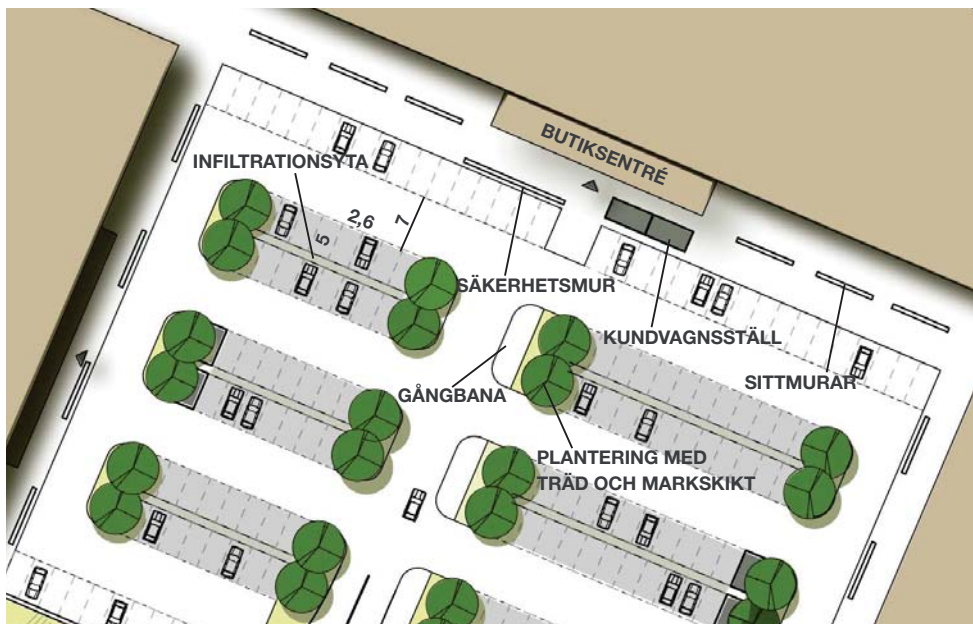 BUTIKSENTRÉ
INFILTRATIONSYTA
2,6
7
5
SÄKERHETSMUR
KUNDVAGNSSTÄLL
SITTMURAR
GÅNGBANA
PLANTERING MED
TRÄD OCH MARKSKIKT